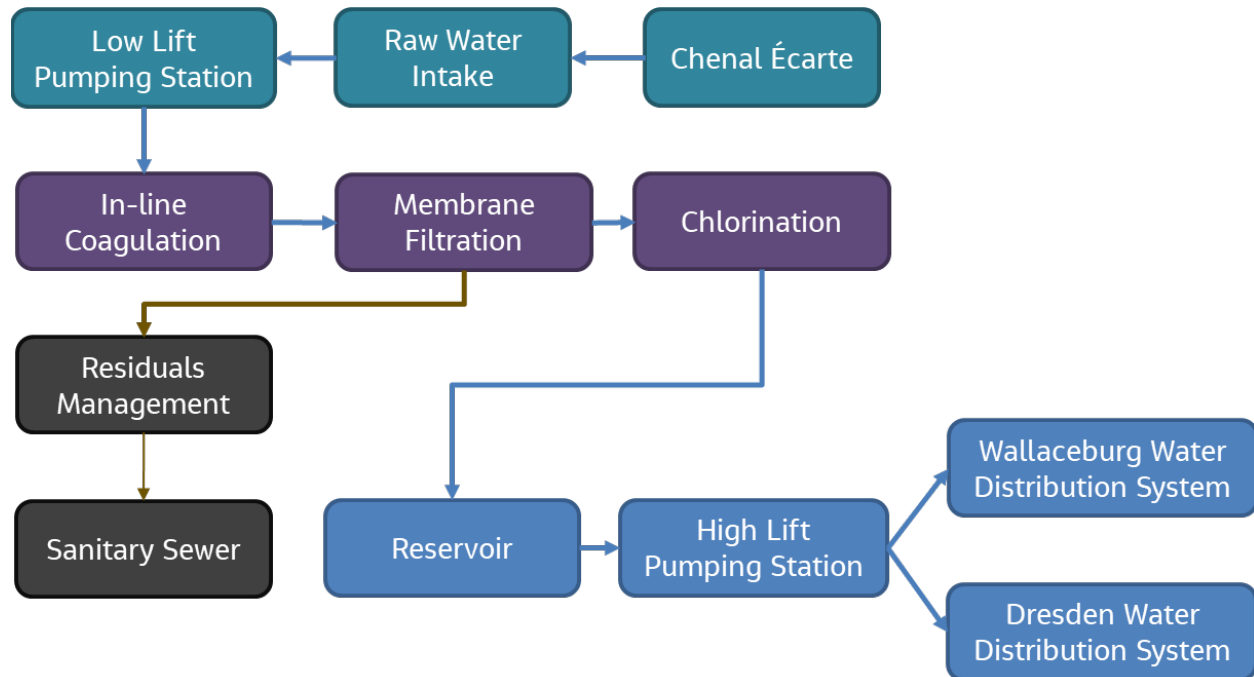 Low Lift
Pumping Station
Raw Water
Intake
Chenal Écarte
In-line
Coagulation
Membrane
Filtration
Chlorination
Residuals
Management
Sanitary Sewer
Reservoir
High Lift
Pumping Station
Wallaceburg Water
Distribution System
Dresden Water
Distribution System